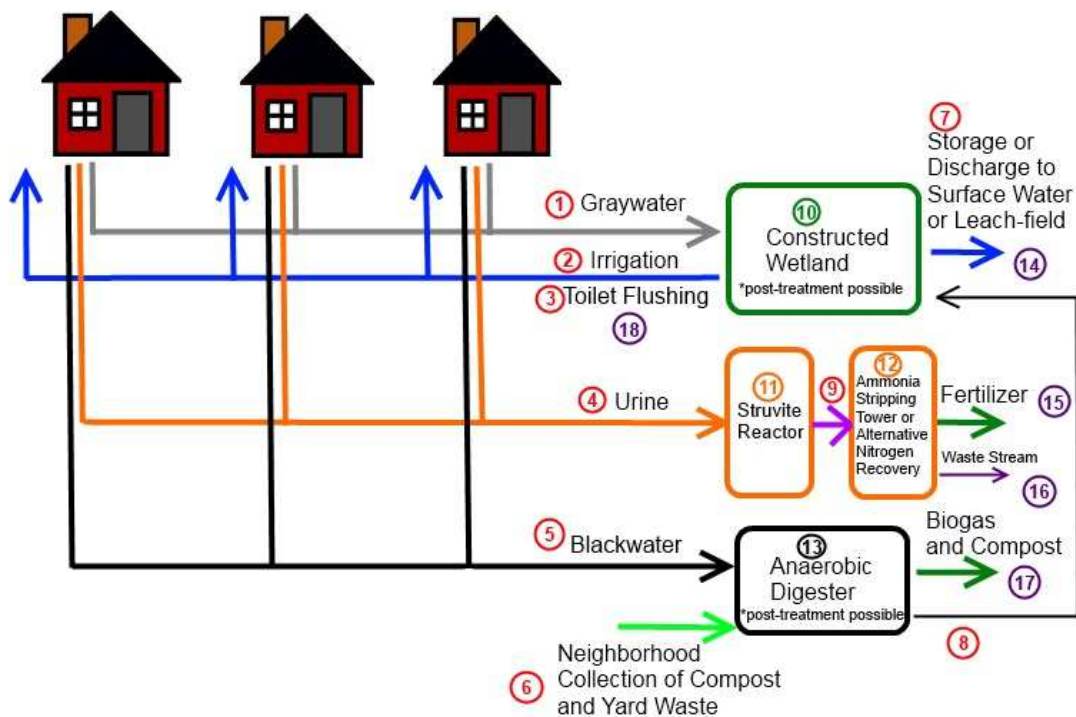 7
Storage or
Discharge to
Surface Water
or Leach-field
14
1 Graywater
2 Irrigation
3 Toilet Flushing
18
10
Constructed
Wetland
*post-treatment possible
4 Urine
11
Struvite
Reactor
9
12
Ammonia
Stripping
Tower or
Alternative
Nitrogen
Recovery
Fertilizer 15
Waste Stream
16
5 Blackwater
13
Anaerobic
Digester
*post-treatment possible
Biogas
and Compost
17
8
6
Neighborhood
Collection of Compost
and Yard Waste